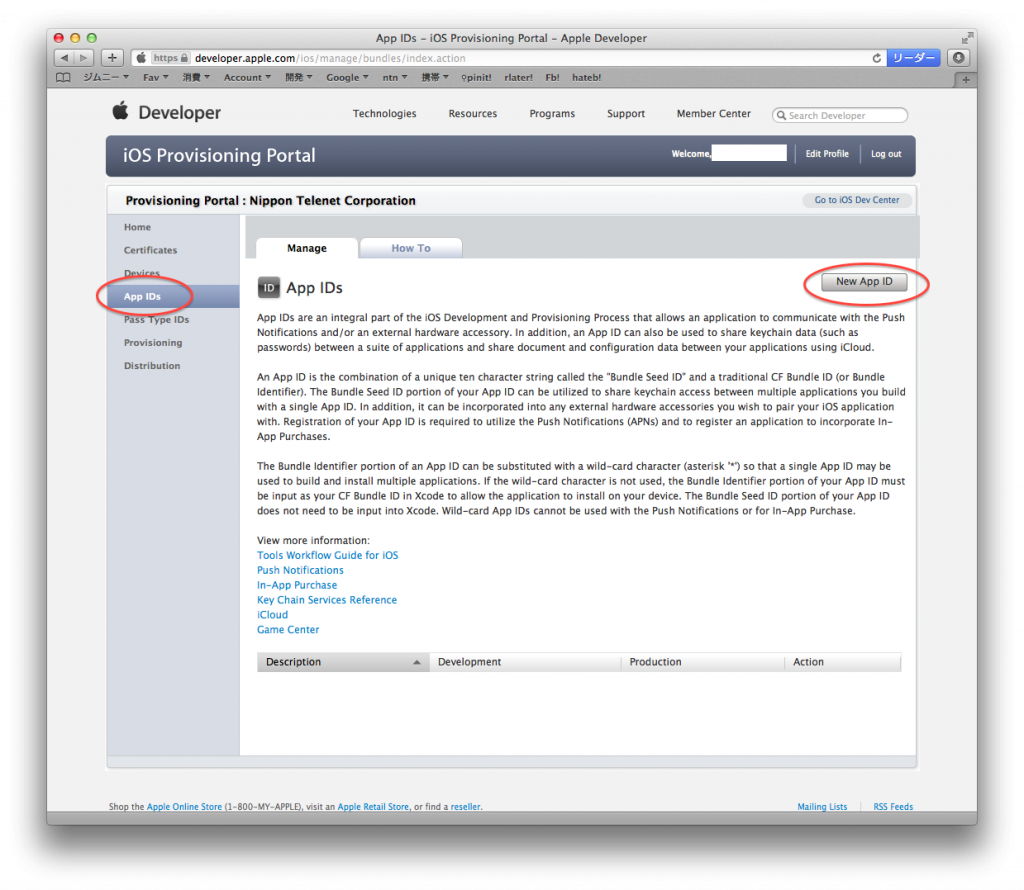 App IDs – iOS Provisioning Portal – Apple Developer
https developer.apple.com/ios/manage/bundles/index.action リーダー
ジムニー Fav 消費 Account 開発 Google ntn 携帯 ♀pinit! rlater! Fb! hateb!
Developer Technologies Resources Programs Support Member Center Search Developer
iOS Provisioning Portal Welcome, Edit Profile Log out
Provisioning Portal : Nippon Telenet Corporation Go to iOS Dev Center
Home
Certificates
Devices
App IDs
Pass Type IDs
Provisioning
Distribution
Manage How To
ID App IDs New App ID
App IDs are an integral part of the iOS Development and Provisioning Process that allows an application to communicate with the Push
Notifications and/or an external hardware accessory. In addition, an App ID can also be used to share keychain data (such as
passwords) between a suite of applications and share document and configuration data between your applications using iCloud.
An App ID is the combination of a unique ten character string called the "Bundle Seed ID" and a traditional CF Bundle ID (or Bundle
Identifier). The Bundle Seed ID portion of your App ID can be utilized to share keychain access between multiple applications you build
with a single App ID. In addition, it can be incorporated into any external hardware accessories you wish to pair your iOS application
with. Registration of your App ID is required to utilize the Push Notifications (APNs) and to register an application to incorporate In-
App Purchases.
The Bundle Identifier portion of an App ID can be substituted with a wild-card character (asterisk '*') so that a single App ID may be
used to build and install multiple applications. If the wild-card character is not used, the Bundle Identifier portion of your App ID must
be input as your CF Bundle ID in Xcode to allow the application to install on your device. The Bundle Seed ID portion of your App ID
does not need to be input into Xcode. Wild-card App IDs cannot be used with the Push Notifications or for In-App Purchase.
View more information:
Tools Workflow Guide for iOS
Push Notifications
In-App Purchase
Key Chain Services Reference
iCloud
Game Center
Description Development Production Action
Shop the Apple Online Store (1-800-MY-APPLE), visit an Apple Retail Store, or find a reseller. Mailing Lists RSS Feeds